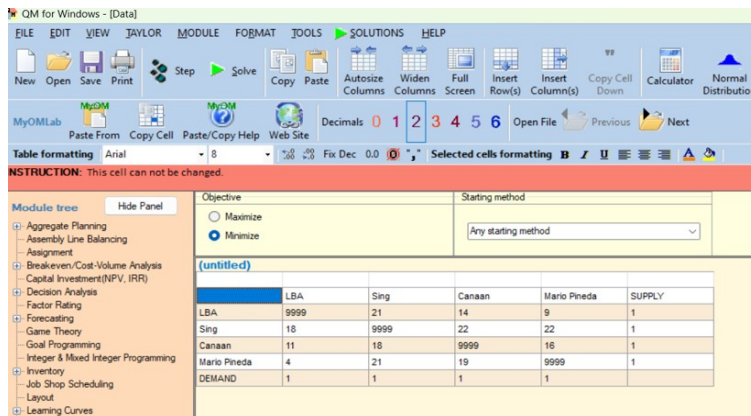 QM for Windows - [Data]
FILE EDIT VIEW TAYLOR MODULE FORMAT TOOLS SOLUTIONS HELP
New Open Save Print Step Solve Copy Paste Autosize Columns Widen Columns Full Screen Insert Row(s) Insert Column(s) Copy Cell Down Calculator Normal Distributio
MyOMLab MyOM Paste From Copy Cell MyOM Paste/Copy Help Web Site Decimals 0 1 2 3 4 5 6 Open File Previous Next
Table formatting Arial 8 Fix Dec 0.0 0 "," Selected cells formatting B I U A
NSTRUCTION: This cell can not be changed.
Module tree Hide Panel
Aggregate Planning
Assembly Line Balancing
Assignment
Breakeven/Cost-Volume Analysis
Capital Investment(NPV, IRR)
Decision Analysis
Factor Rating
Forecasting
Game Theory
Goal Programming
Integer & Mixed Integer Programming
Inventory
Job Shop Scheduling
Layout
Learning Curves
Objective
Maximize
Minimize
Starting method
Any starting method
(untitled)
LBA Sing Canaan Mario Pineda SUPPLY
LBA 9999 21 14 9 1
Sing 18 9999 22 22 1
Canaan 11 18 9999 16 1
Mario Pineda 4 21 19 9999 1
DEMAND 1 1 1 1